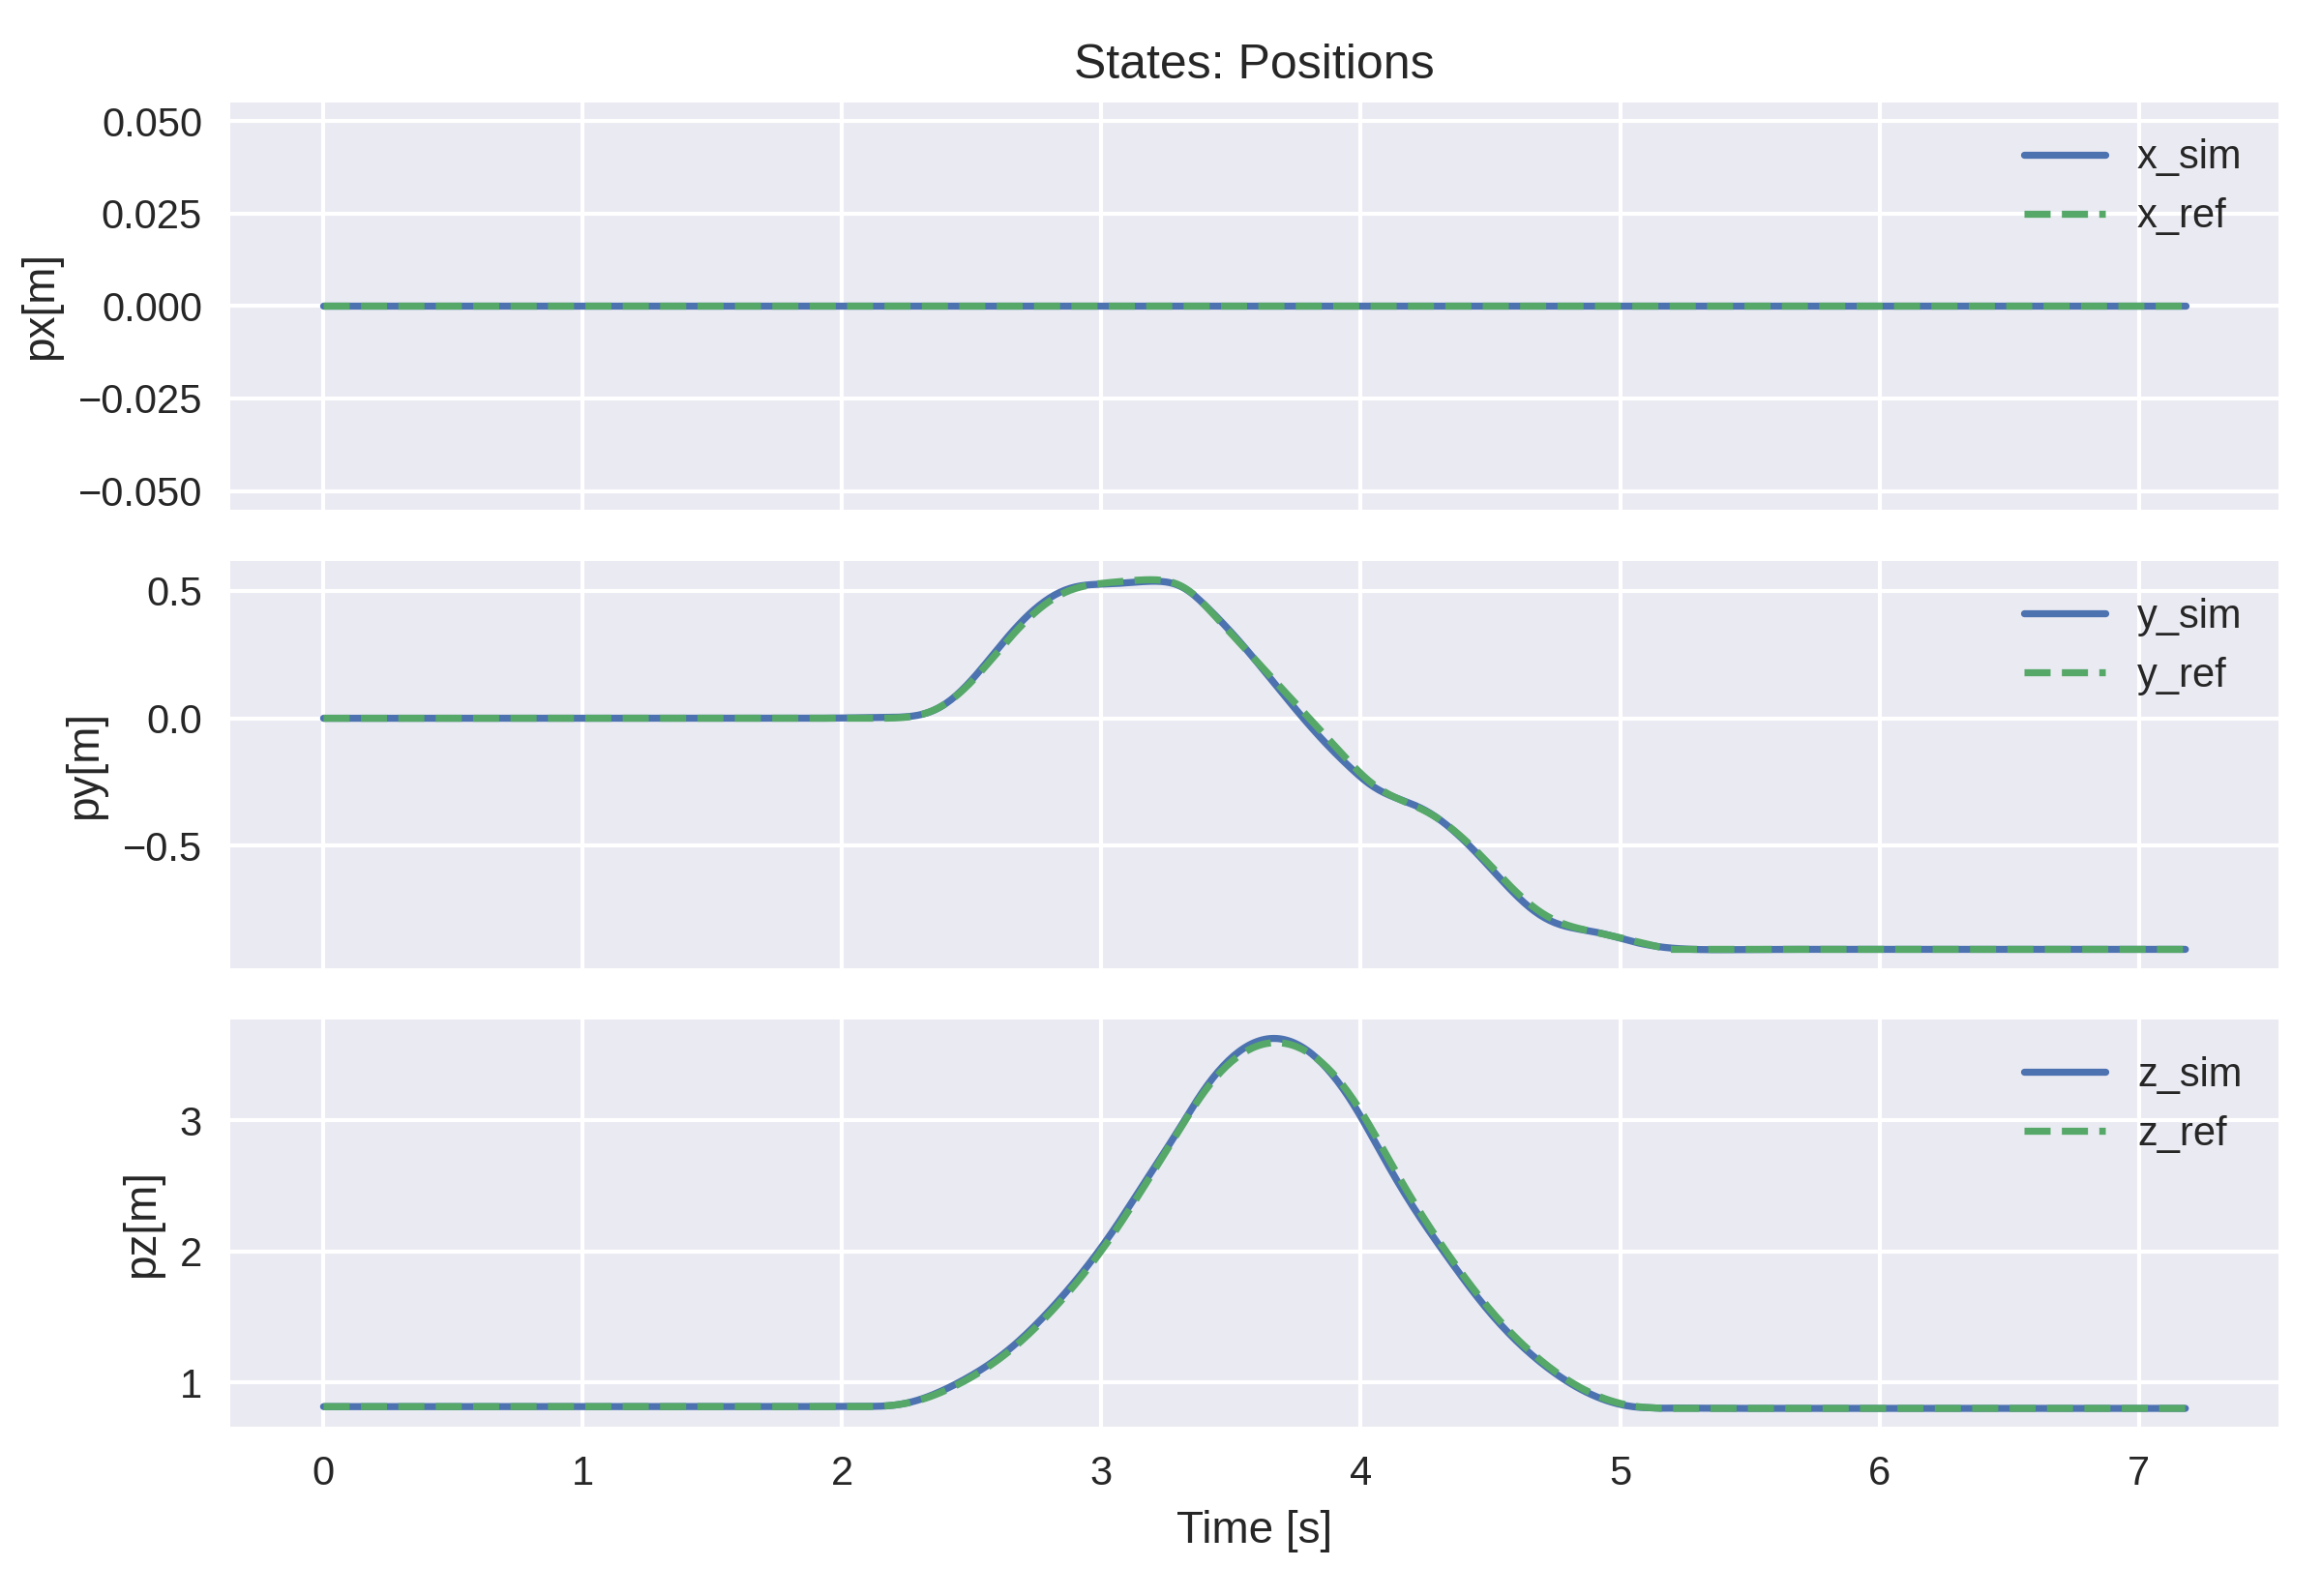 States: Positions
0.050
0.025
0.000
−0.025
−0.050
px[m]
x_sim
x_ref
0.5
0.0
−0.5
py[m]
y_sim
y_ref
3
2
1
pz[m]
z_sim
z_ref
0 1 2 3 4 5 6 7
Time [s]